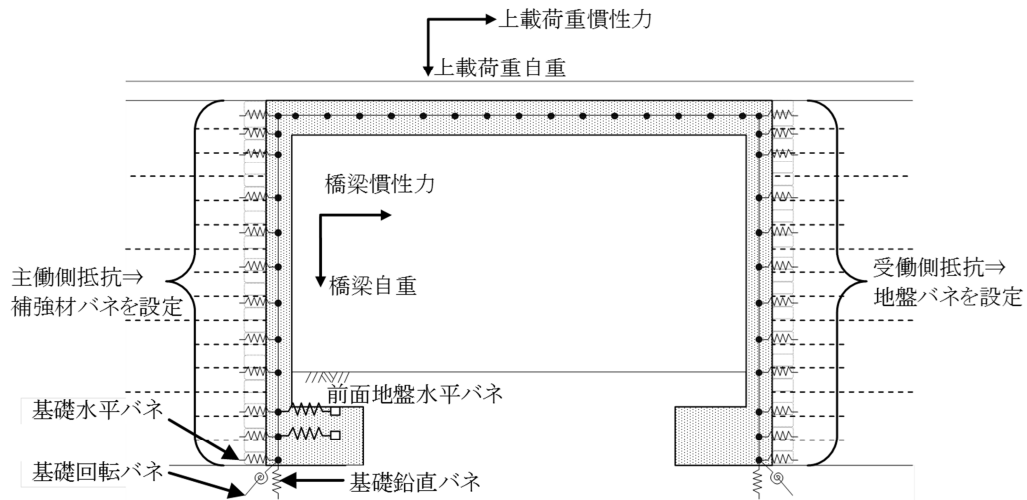 上載荷重慣性力
上載荷重自重
橋梁慣性力
橋梁自重
主働側抵抗⇒
補強材バネを設定
受働側抵抗⇒
地盤バネを設定
前面地盤水平バネ
基礎水平バネ
基礎回転バネ
基礎鉛直バネ